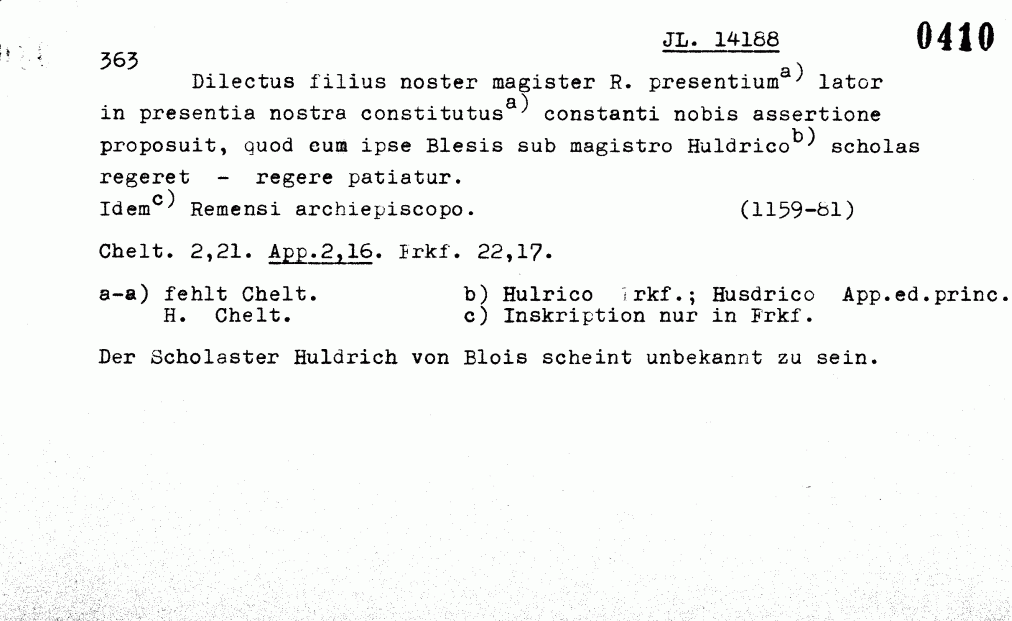 JL. 14188
0410
363
Dilectus filius noster magister R. presentium a) lator
in presentia nostra constitutus a) constanti nobis assertione
proposuit, quod cum ipse Blesis sub magistro Huldrico b) scholas
regeret - regere patiatur.
Idem c) Remensi archiepiscopo. (1159-81)
Chelt. 2,21. App.2,16. Frkf. 22,17.
a-a) fehlt Chelt. b) Hulrico Frkf.; Husdrico App.ed.princ.
H. Chelt. c) Inskription nur in Frkf.
Der Scholaster Huldrich von Blois scheint unbekannt zu sein.